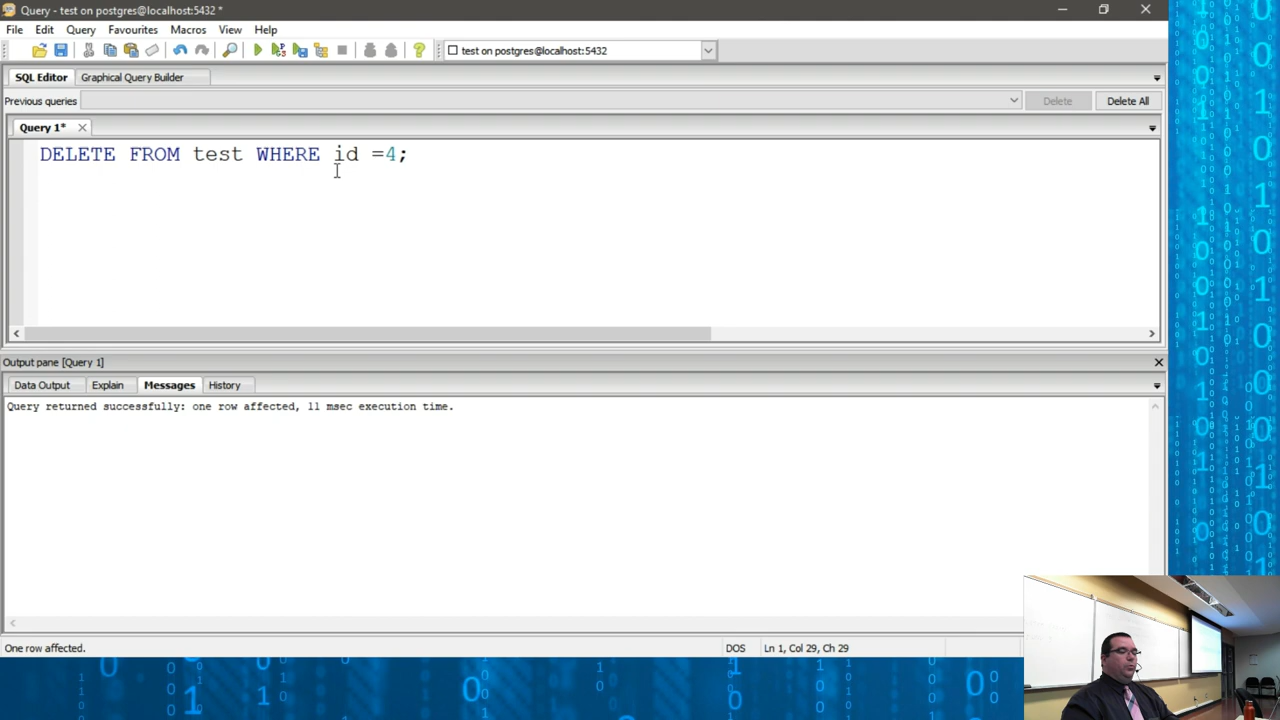 Query - test on postgres@localhost:5432 *
File Edit Query Favourites Macros View Help
test on postgres@localhost:5432
SQL Editor Graphical Query Builder
Previous queries Delete Delete All
Query 1*
DELETE FROM test WHERE id =4;
Output pane [Query 1]
Data Output Explain Messages History
Query returned successfully: one row affected, 11 msec execution time.
One row affected. DOS Ln 1, Col 29, Ch 29